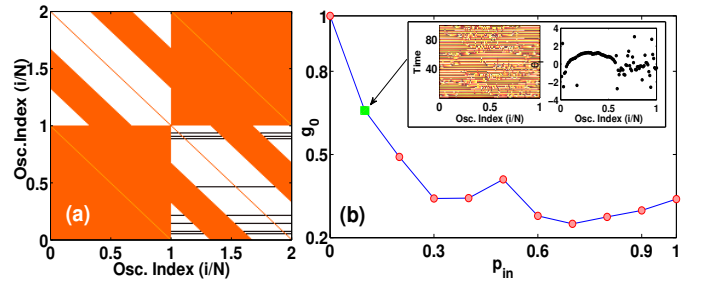 2
1.5
1
0.5
0
Osc.Index (i/N)
(a)
0 0.5 1 1.5 2
Osc. Index (i/N)
1
0.8
0.5
0.2
g0
(b)
0 0.3 0.6 0.9 1
pin
80
40
Time
0 1
Osc. Index (i/N)
4
2
0
−2
−4
θi
0 0.5 1
Osc. Index (i/N)